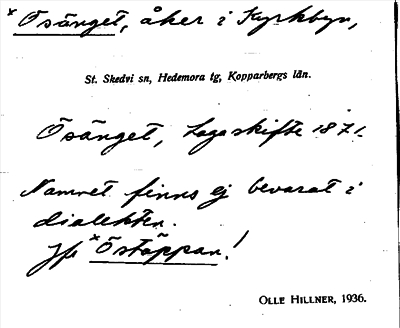 × Ösänget, åker i Kyrkbyn,
St. Skedvi sn, Hedemora tg, Kopparbergs län.
Ösänget, Laga skifte 1871.
Namnet finns ej bevarat i
dialekten.
Jfr × Östäppan!
OLLE HILLNER, 1936.